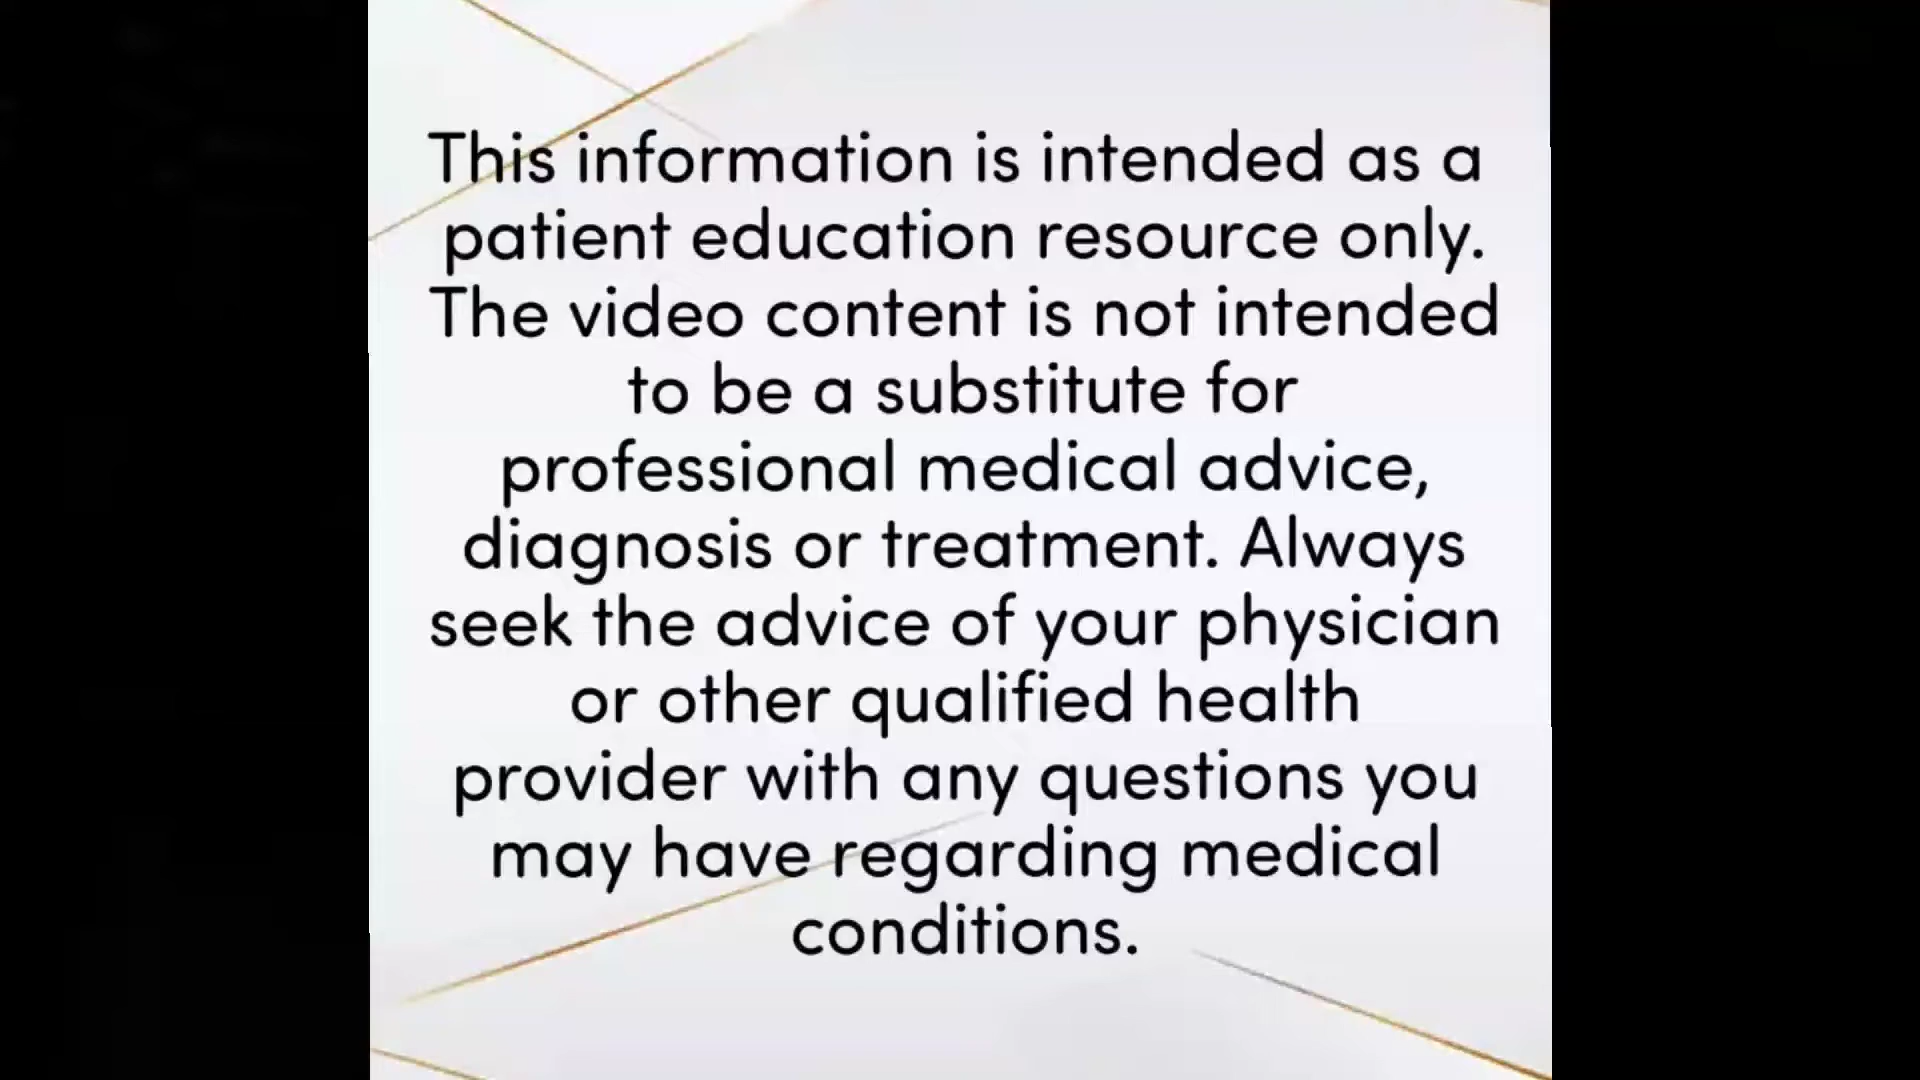 This information is intended as a
patient education resource only.
The video content is not intended
to be a substitute for
professional medical advice,
diagnosis or treatment. Always
seek the advice of your physician
or other qualified health
provider with any questions you
may have regarding medical
conditions.